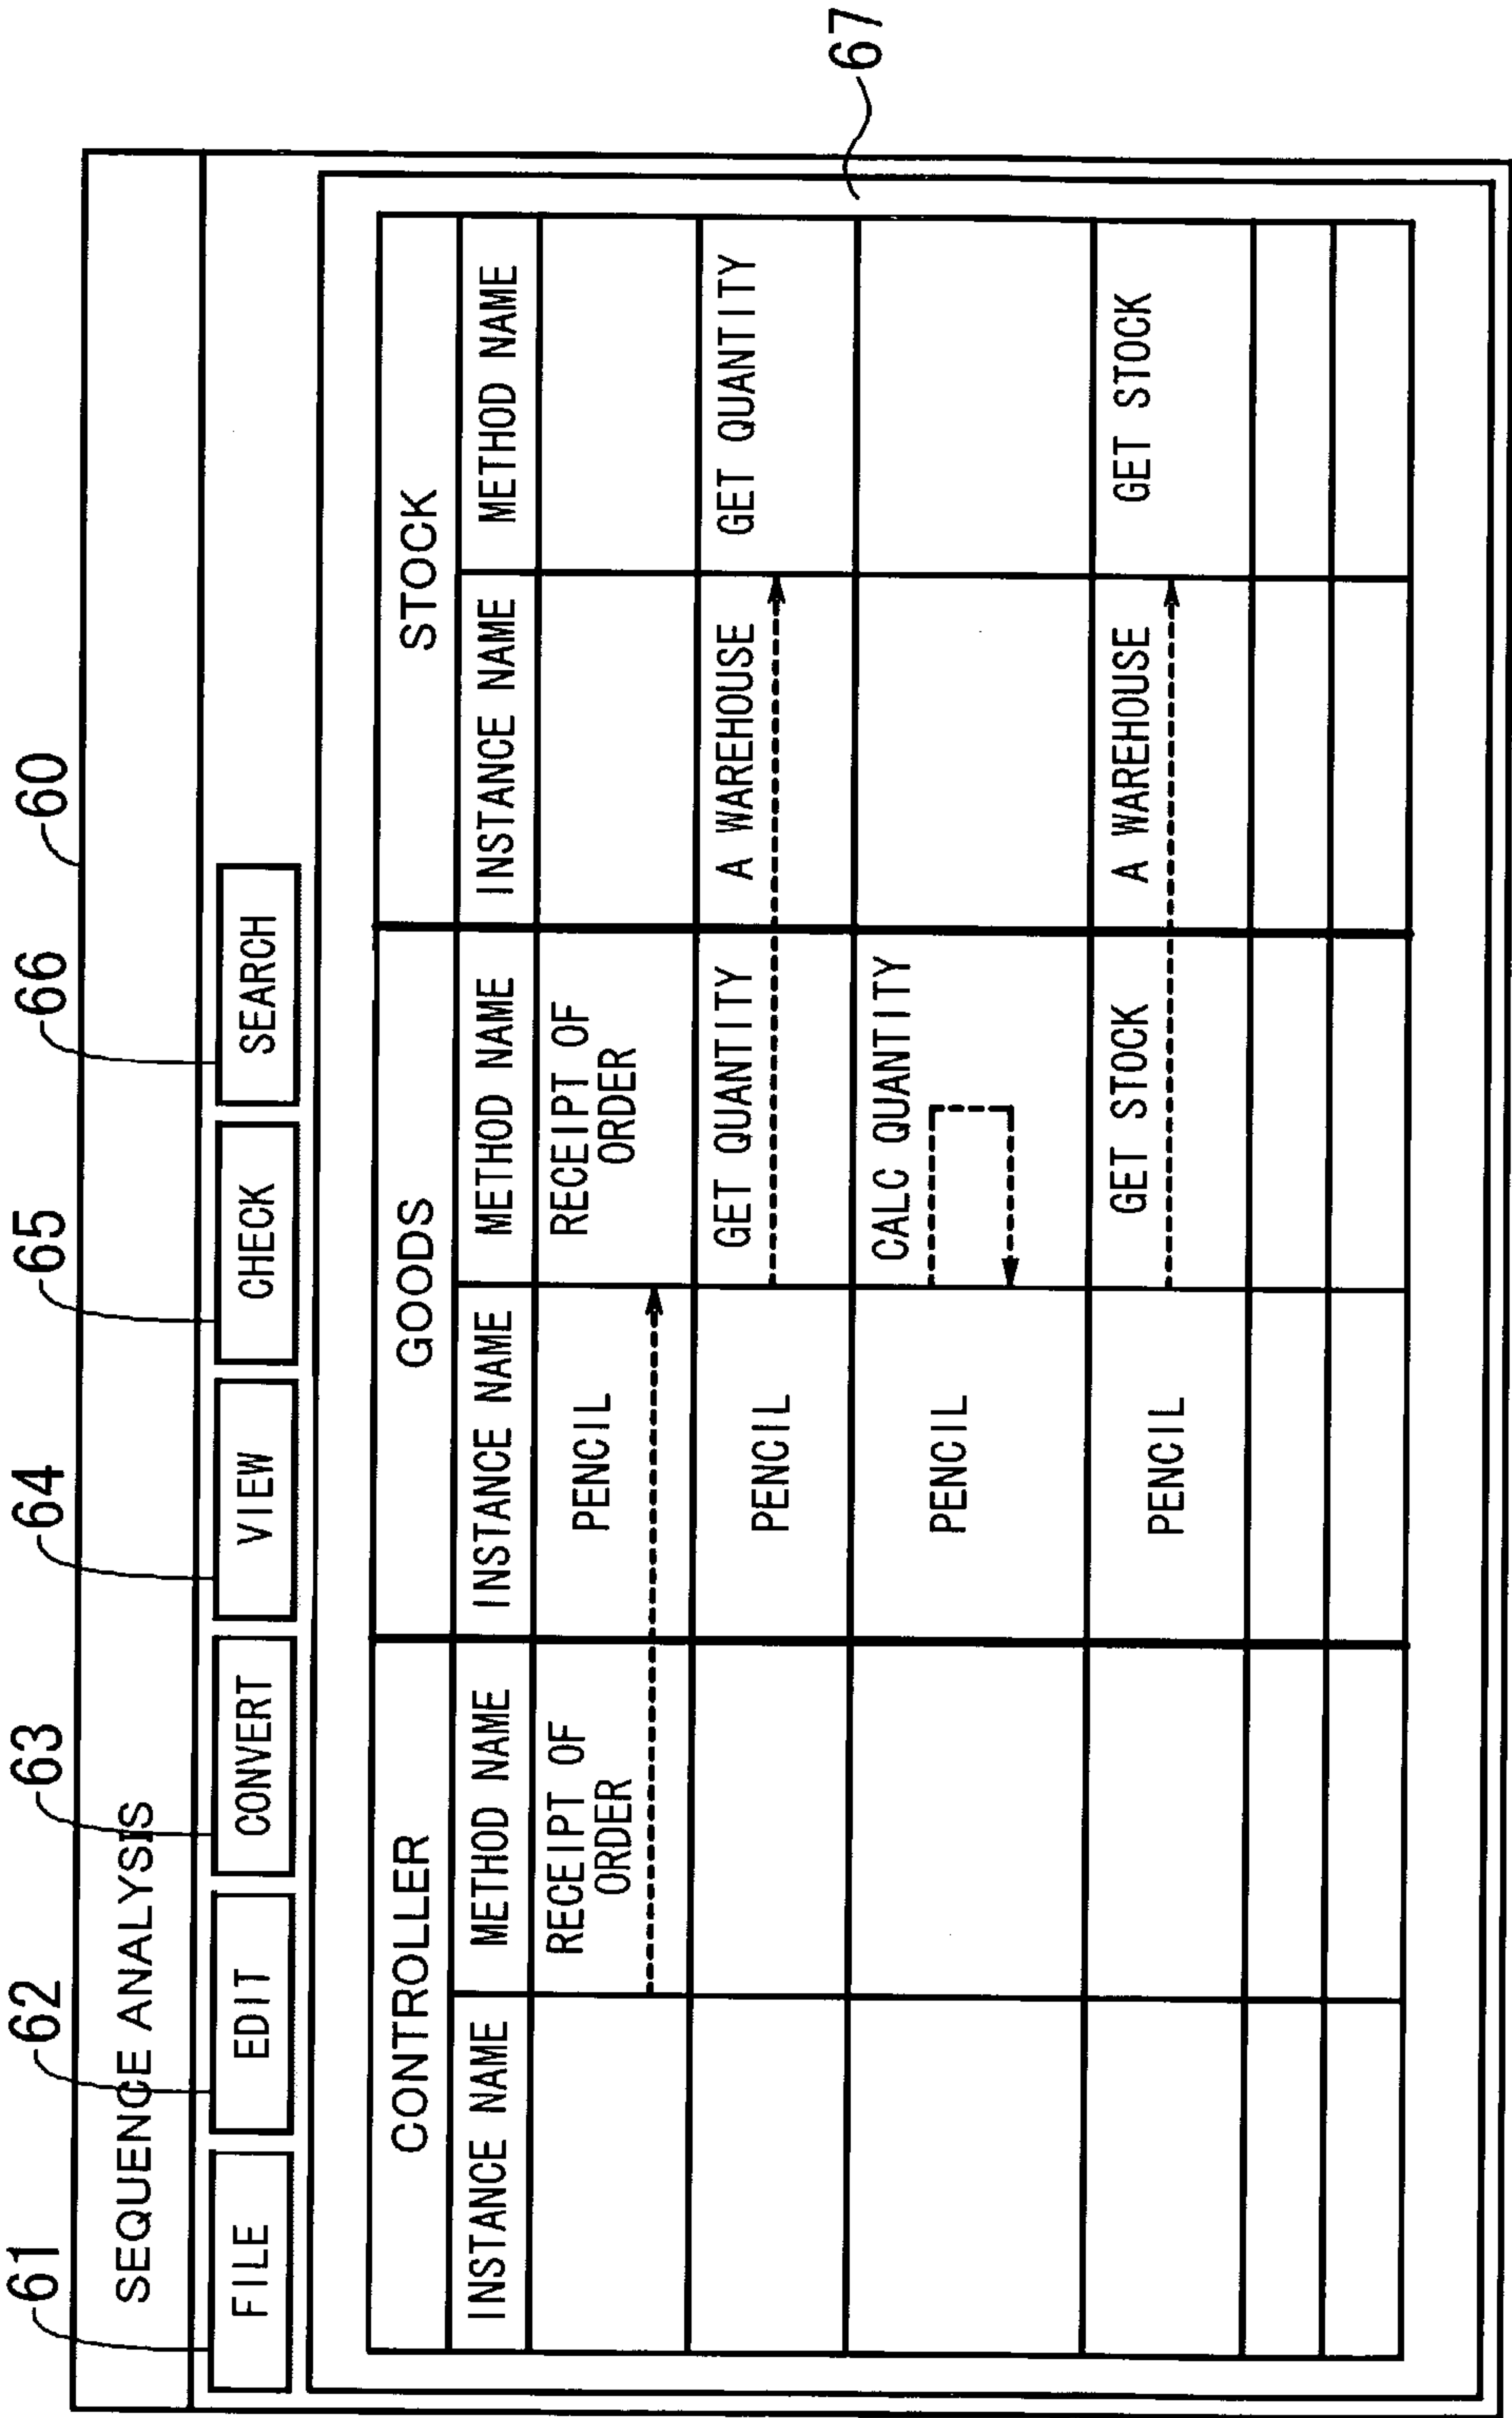 60
SEQUENCE ANALYSIS
61 62 63 64 65 66
FILE EDIT CONVERT VIEW CHECK SEARCH
67
CONTROLLER GOODS STOCK
INSTANCE NAME METHOD NAME INSTANCE NAME METHOD NAME INSTANCE NAME METHOD NAME
RECEIPT OF PENCIL RECEIPT OF
ORDER ORDER
PENCIL GET QUANTITY A WAREHOUSE GET QUANTITY
PENCIL CALC QUANTITY
PENCIL GET STOCK A WAREHOUSE GET STOCK